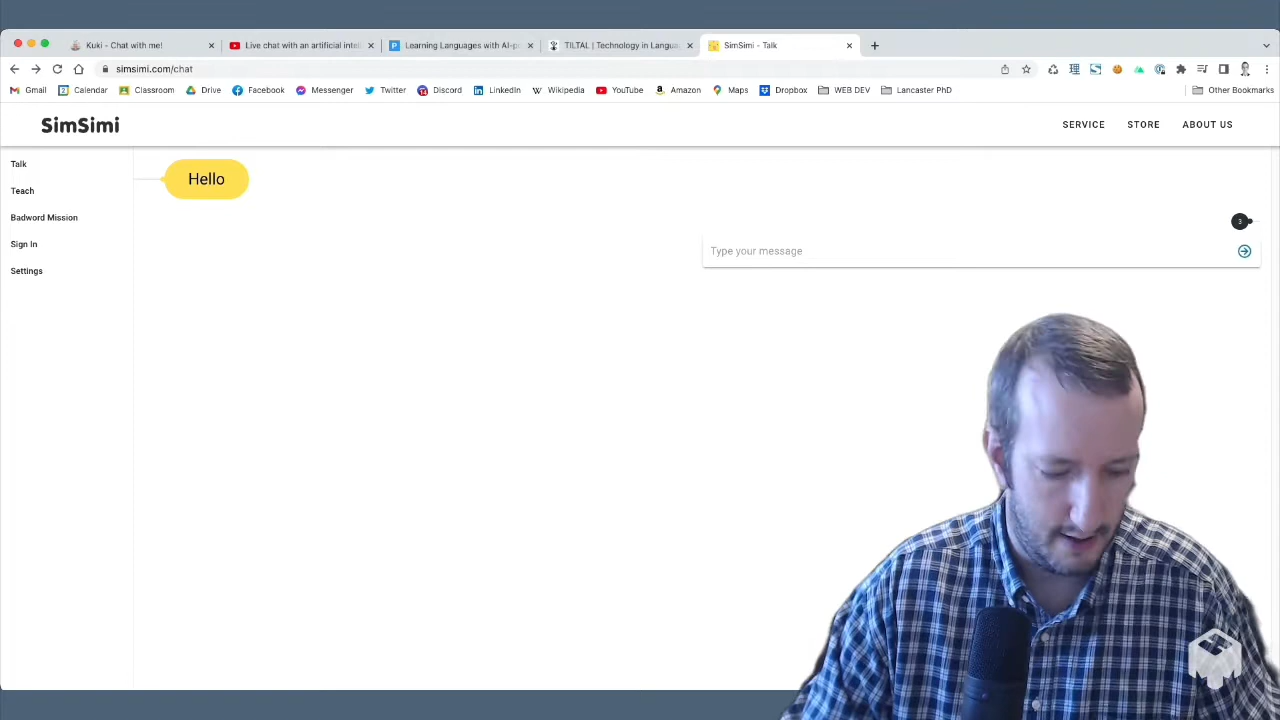 Kuki - Chat with me!
Live chat with an artificial intel
Learning Languages with AI-p
TILTAL | Technology in Langua
SimSimi - Talk
simsimi.com/chat
Gmail Calendar Classroom Drive Facebook Messenger Twitter Discord LinkedIn Wikipedia YouTube Amazon Maps Dropbox WEB DEV Lancaster PhD Other Bookmarks
SimSimi
SERVICE STORE ABOUT US
Talk
Teach
Badword Mission
Sign In
Settings
Hello
3
Type your message